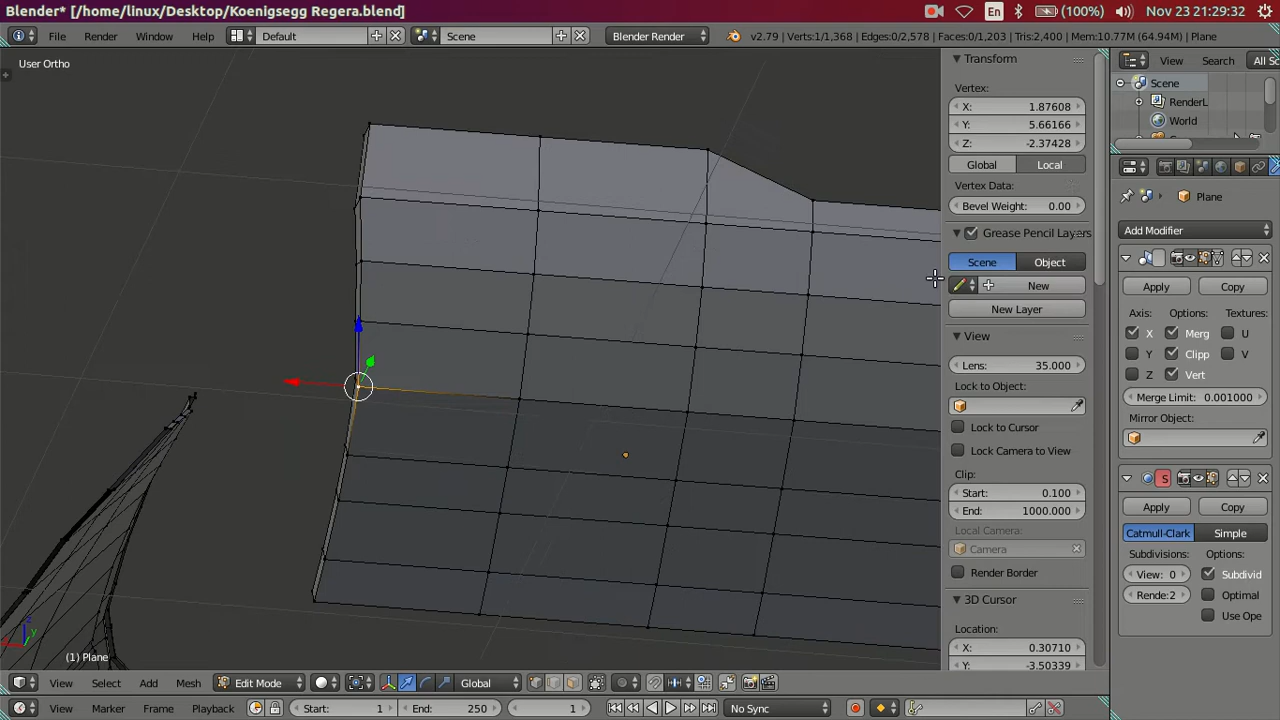 Blender* [/home/linux/Desktop/Koenigsegg Regera.blend]
En (100%) Nov 23 21:29:32
File Render Window Help Default Scene Blender Render v2.79 | Verts:1/1,368 | Edges:0/2,578 | Faces:0/1,203 | Tris:2,400 | Mem:10.77M (64.94M) | Plane
User Ortho
Transform
Vertex:
X: 1.87608
Y: 5.66166
Z: -2.37428
Global Local
Vertex Data:
Bevel Weight: 0.00
Grease Pencil Layers
Scene Object
New
New Layer
View
Lens: 35.000
Lock to Object:
Lock to Cursor
Lock Camera to View
Clip:
Start: 0.100
End: 1000.000
Local Camera:
Camera
Render Border
3D Cursor
Location:
X: 0.30710
Y: -3.50339
View Search All Sc
Scene
RenderL
World
Plane
Add Modifier
Apply Copy
Axis: Options: Textures:
X Merg U
Y Clipp V
Z Vert
Merge Limit: 0.001000
Mirror Object:
S
Apply Copy
Catmull-Clark Simple
Subdivisions: Options:
View: 0 Subdivid
Rende: 2 Optimal
Use Ope
z
y
(1) Plane
View Select Add Mesh Edit Mode Global
View Marker Frame Playback Start: 1 End: 250 1 No Sync